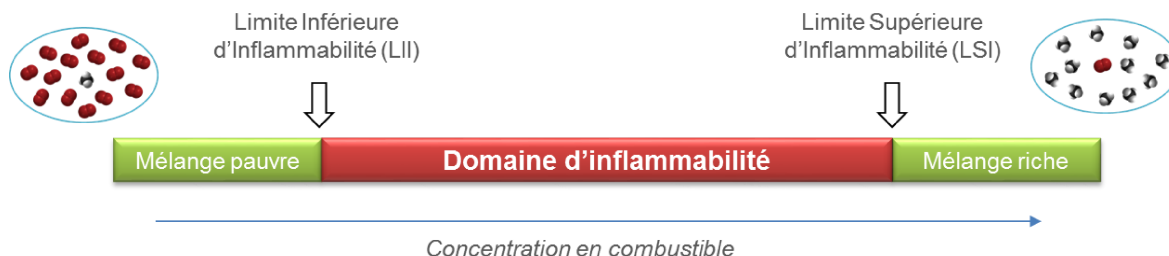 Limite Inférieure
d’Inflammabilité (LII)
Limite Supérieure
d’Inflammabilité (LSI)
Mélange pauvre
Domaine d’inflammabilité
Mélange riche
Concentration en combustible